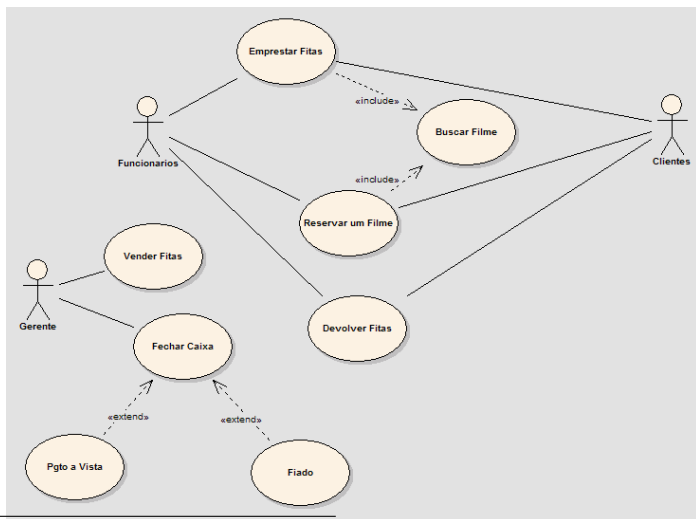 Emprestar Fitas
«include»
Buscar Filme
Funcionarios
Clientes
«include»
Reservar um Filme
Vender Fitas
Gerente
Devolver Fitas
Fechar Caixa
«extend»
«extend»
Pgto a Vista
Fiado